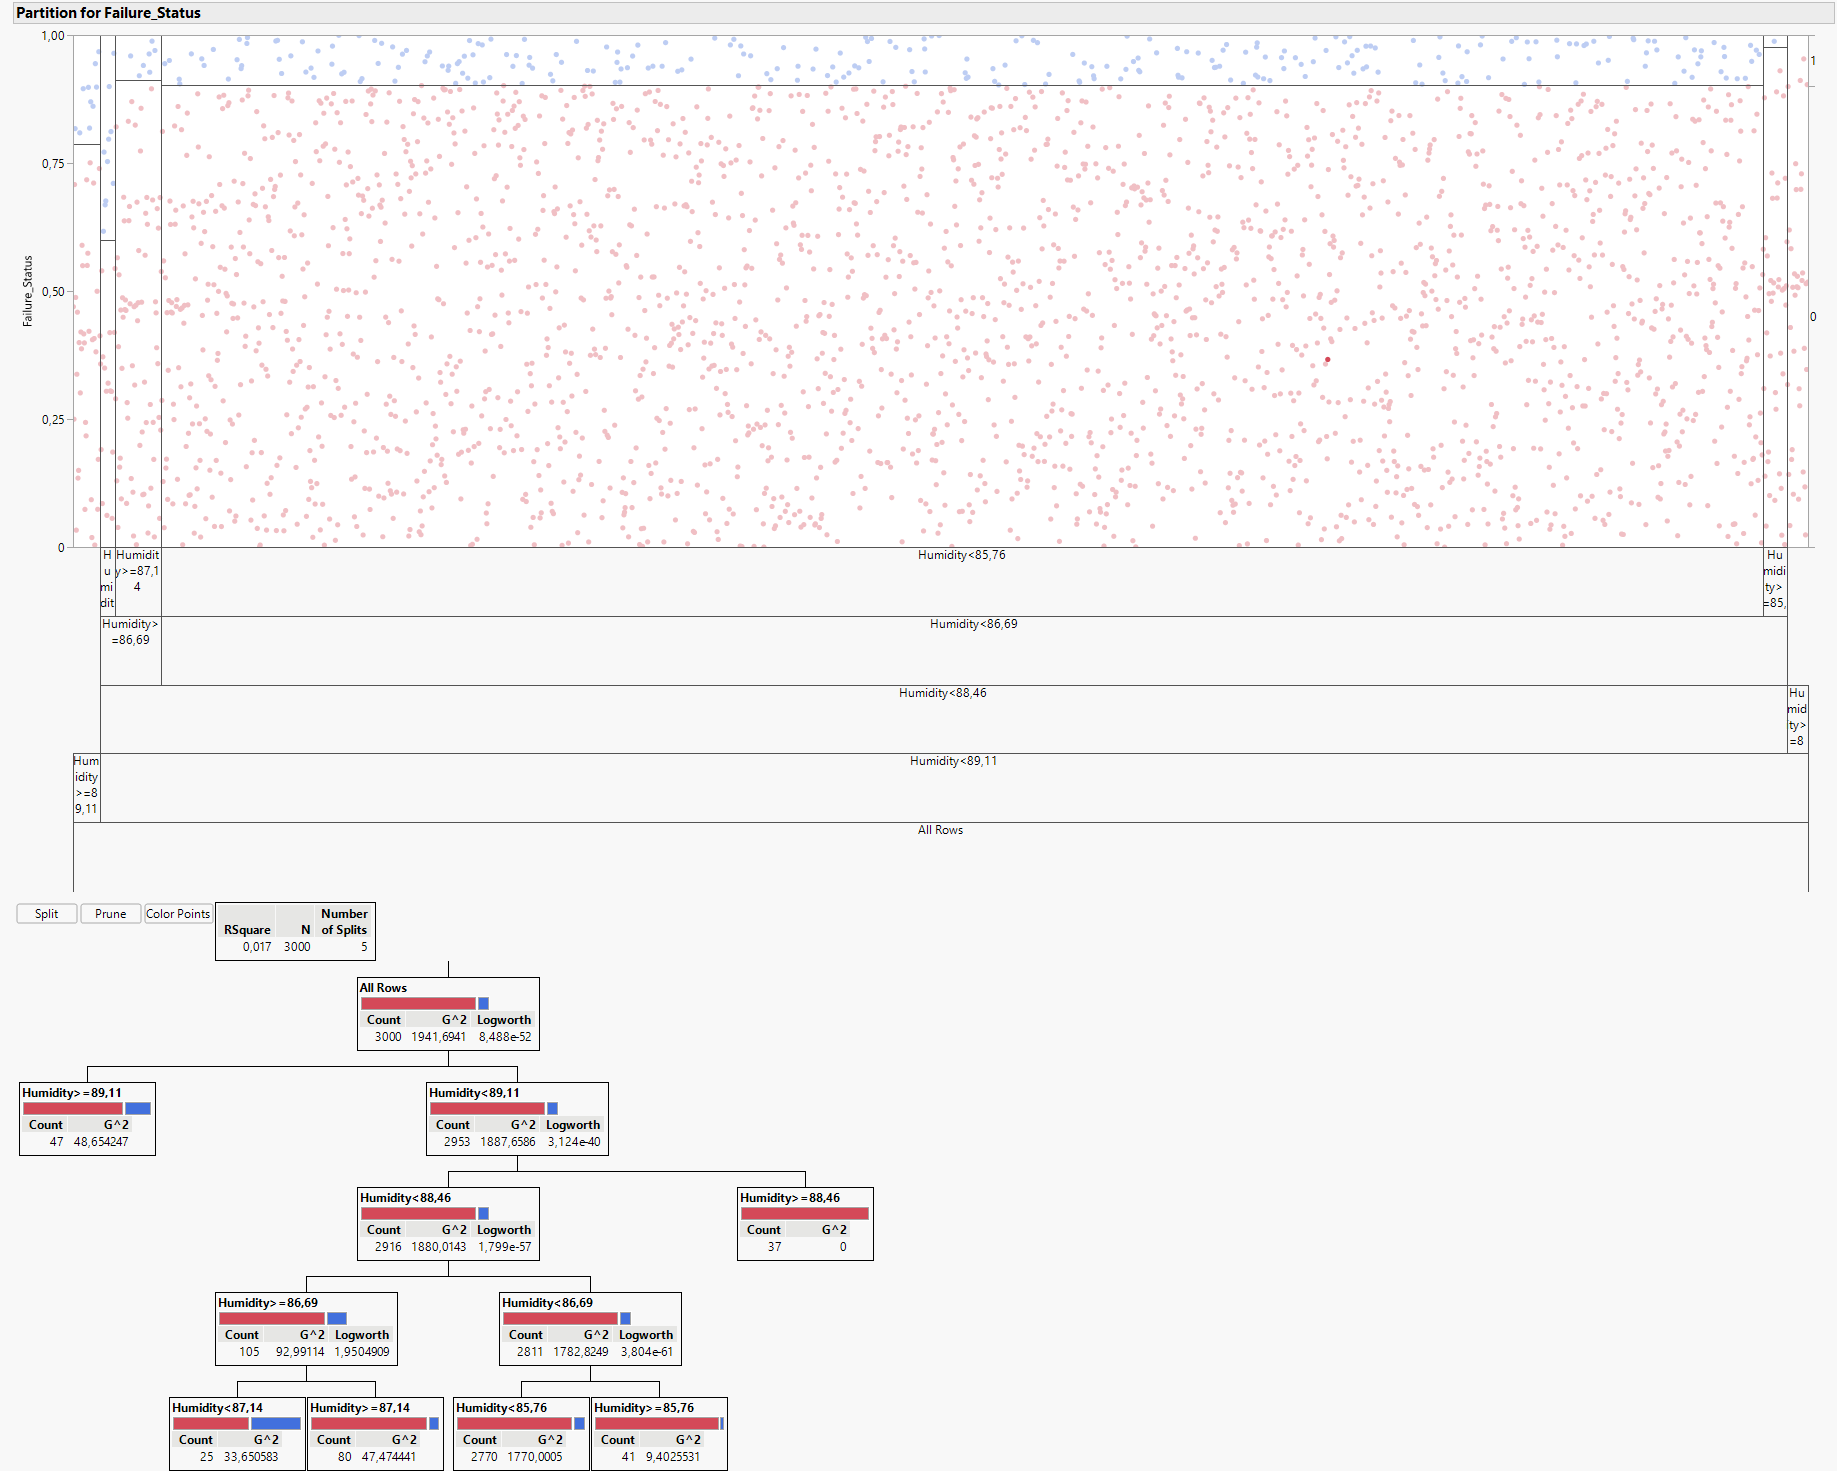 Partition for Failure_Status
1,00
0,75
0,50
0,25
0
Failure_Status
1
0
H
u
mi
dit
Humidit
y>=87,1
4
Humidity<85,76
Hu
midi
ty>
=85,
Humidity>
=86,69
Humidity<86,69
Humidity<88,46
Hu
mid
ity>
=8
Hum
idity
>=8
9,11
Humidity<89,11
All Rows
Split Prune Color Points
Number
RSquare N of Splits
0,017 3000 5
All Rows
Count G^2 Logworth
3000 1941,6941 8,488e-52
Humidity>=89,11
Count G^2
47 48,654247
Humidity<89,11
Count G^2 Logworth
2953 1887,6586 3,124e-40
Humidity<88,46
Count G^2 Logworth
2916 1880,0143 1,799e-57
Humidity>=88,46
Count G^2
37 0
Humidity>=86,69
Count G^2 Logworth
105 92,99114 1,9504909
Humidity<86,69
Count G^2 Logworth
2811 1782,8249 3,804e-61
Humidity<87,14
Count G^2
25 33,650583
Humidity>=87,14
Count G^2
80 47,474441
Humidity<85,76
Count G^2
2770 1770,0005
Humidity>=85,76
Count G^2
41 9,4025531